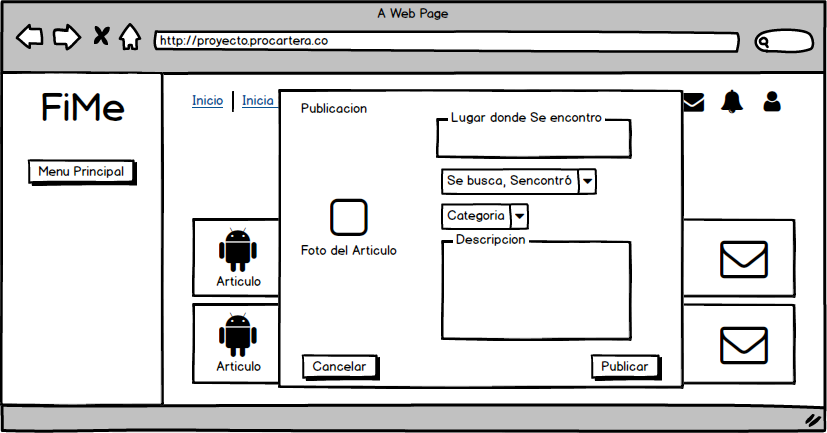 A Web Page
http://proyecto.procartera.co
FiMe
Menu Principal
Inicio
Inicia
Publicacion
Lugar donde Se encontro
Se busca, Sencontró
Categoria
Foto del Articulo
Descripcion
Articulo
Articulo
Cancelar
Publicar